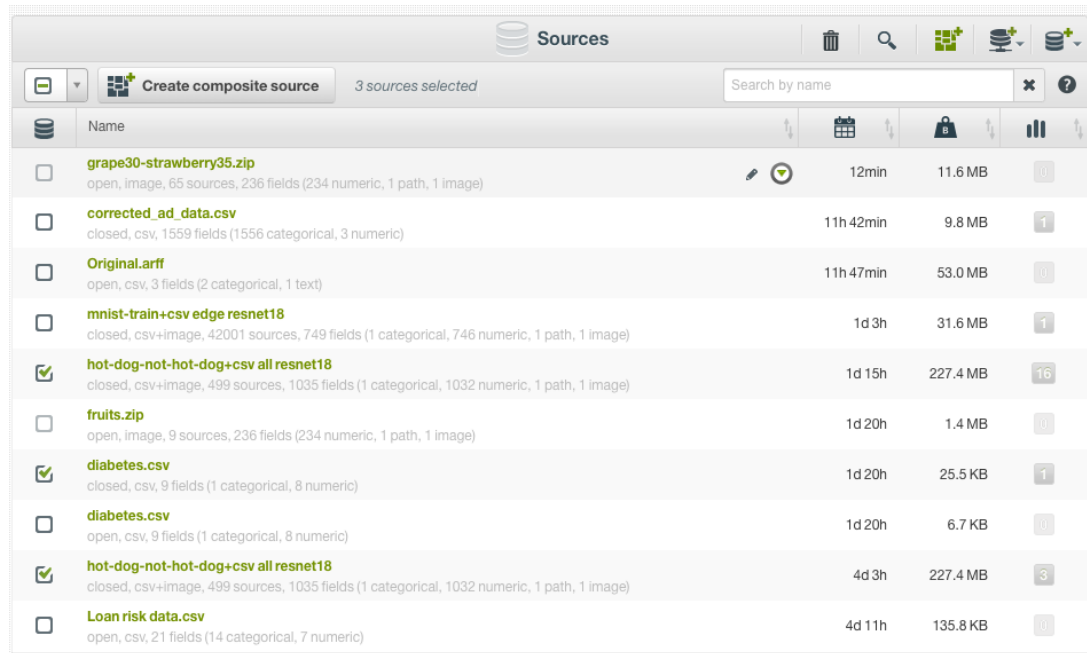 Sources
Create composite source 3 sources selected Search by name
Name B
grape30-strawberry35.zip
open, image, 65 sources, 236 fields (234 numeric, 1 path, 1 image)
12min 11.6 MB 0
corrected_ad_data.csv
closed, csv, 1559 fields (1556 categorical, 3 numeric)
11h 42min 9.8 MB 1
Original.arff
open, csv, 3 fields (2 categorical, 1 text)
11h 47min 53.0 MB 0
mnist-train+csv edge resnet18
closed, csv+image, 42001 sources, 749 fields (1 categorical, 746 numeric, 1 path, 1 image)
1d 3h 31.6 MB 1
hot-dog-not-hot-dog+csv all resnet18
closed, csv+image, 499 sources, 1035 fields (1 categorical, 1032 numeric, 1 path, 1 image)
1d 15h 227.4 MB 16
fruits.zip
open, image, 9 sources, 236 fields (234 numeric, 1 path, 1 image)
1d 20h 1.4 MB 0
diabetes.csv
closed, csv, 9 fields (1 categorical, 8 numeric)
1d 20h 25.5 KB 1
diabetes.csv
open, csv, 9 fields (1 categorical, 8 numeric)
1d 20h 6.7 KB 0
hot-dog-not-hot-dog+csv all resnet18
closed, csv+image, 499 sources, 1035 fields (1 categorical, 1032 numeric, 1 path, 1 image)
4d 3h 227.4 MB 3
Loan risk data.csv
open, csv, 21 fields (14 categorical, 7 numeric)
4d 11h 135.8 KB 0